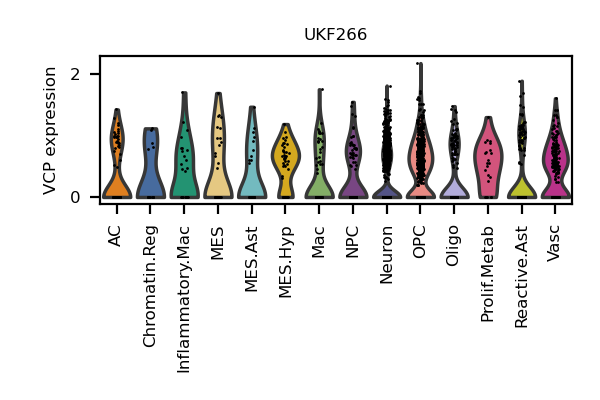 UKF266
VCP expression
2
0
AC
Chromatin.Reg
Inflammatory.Mac
MES
MES.Ast
MES.Hyp
Mac
NPC
Neuron
OPC
Oligo
Prolif.Metab
Reactive.Ast
Vasc